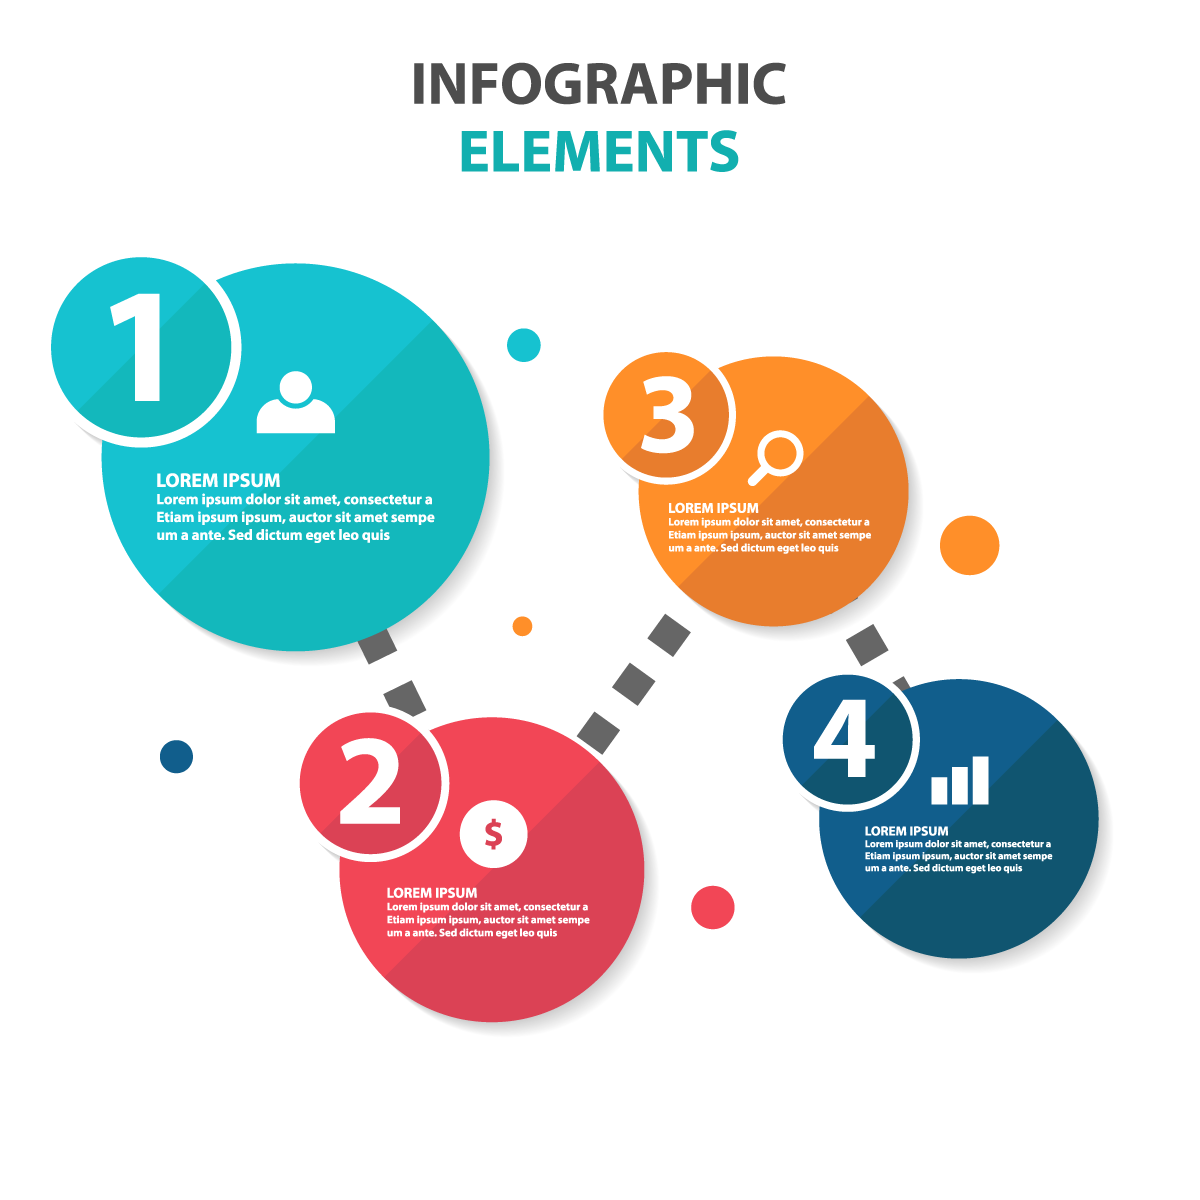 INFOGRAPHIC
ELEMENTS
1
LOREM IPSUM
Lorem ipsum dolor sit amet, consectetur a
Etiam ipsum ipsum, auctor sit amet sempe
um a ante. Sed dictum eget leo quis
2
$
LOREM IPSUM
Lorem ipsum dolor sit amet, consectetur a
Etiam ipsum ipsum, auctor sit amet sempe
um a ante. Sed dictum eget leo quis
3
LOREM IPSUM
Lorem ipsum dolor sit amet, consectetur a
Etiam ipsum ipsum, auctor sit amet sempe
um a ante. Sed dictum eget leo quis
4
LOREM IPSUM
Lorem ipsum dolor sit amet, consectetur a
Etiam ipsum ipsum, auctor sit amet sempe
um a ante. Sed dictum eget leo quis